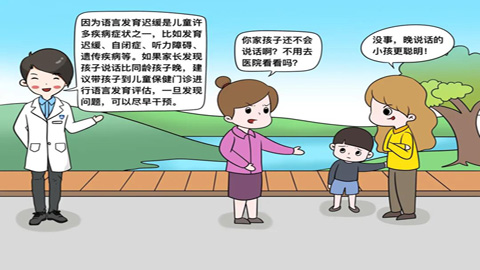 因为语言发育迟缓是儿童许
多疾病症状之一，比如发育
迟缓、自闭症、听力障碍、
遗传疾病等。如果家长发现
孩子说话比同龄孩子晚，建
议带孩子到儿童保健门诊进
行语言发育评估，一旦发现
问题，可以尽早干预。
你家孩子还不会
说话啊？不用去
医院看看吗？
没事，晚说话的
小孩更聪明！